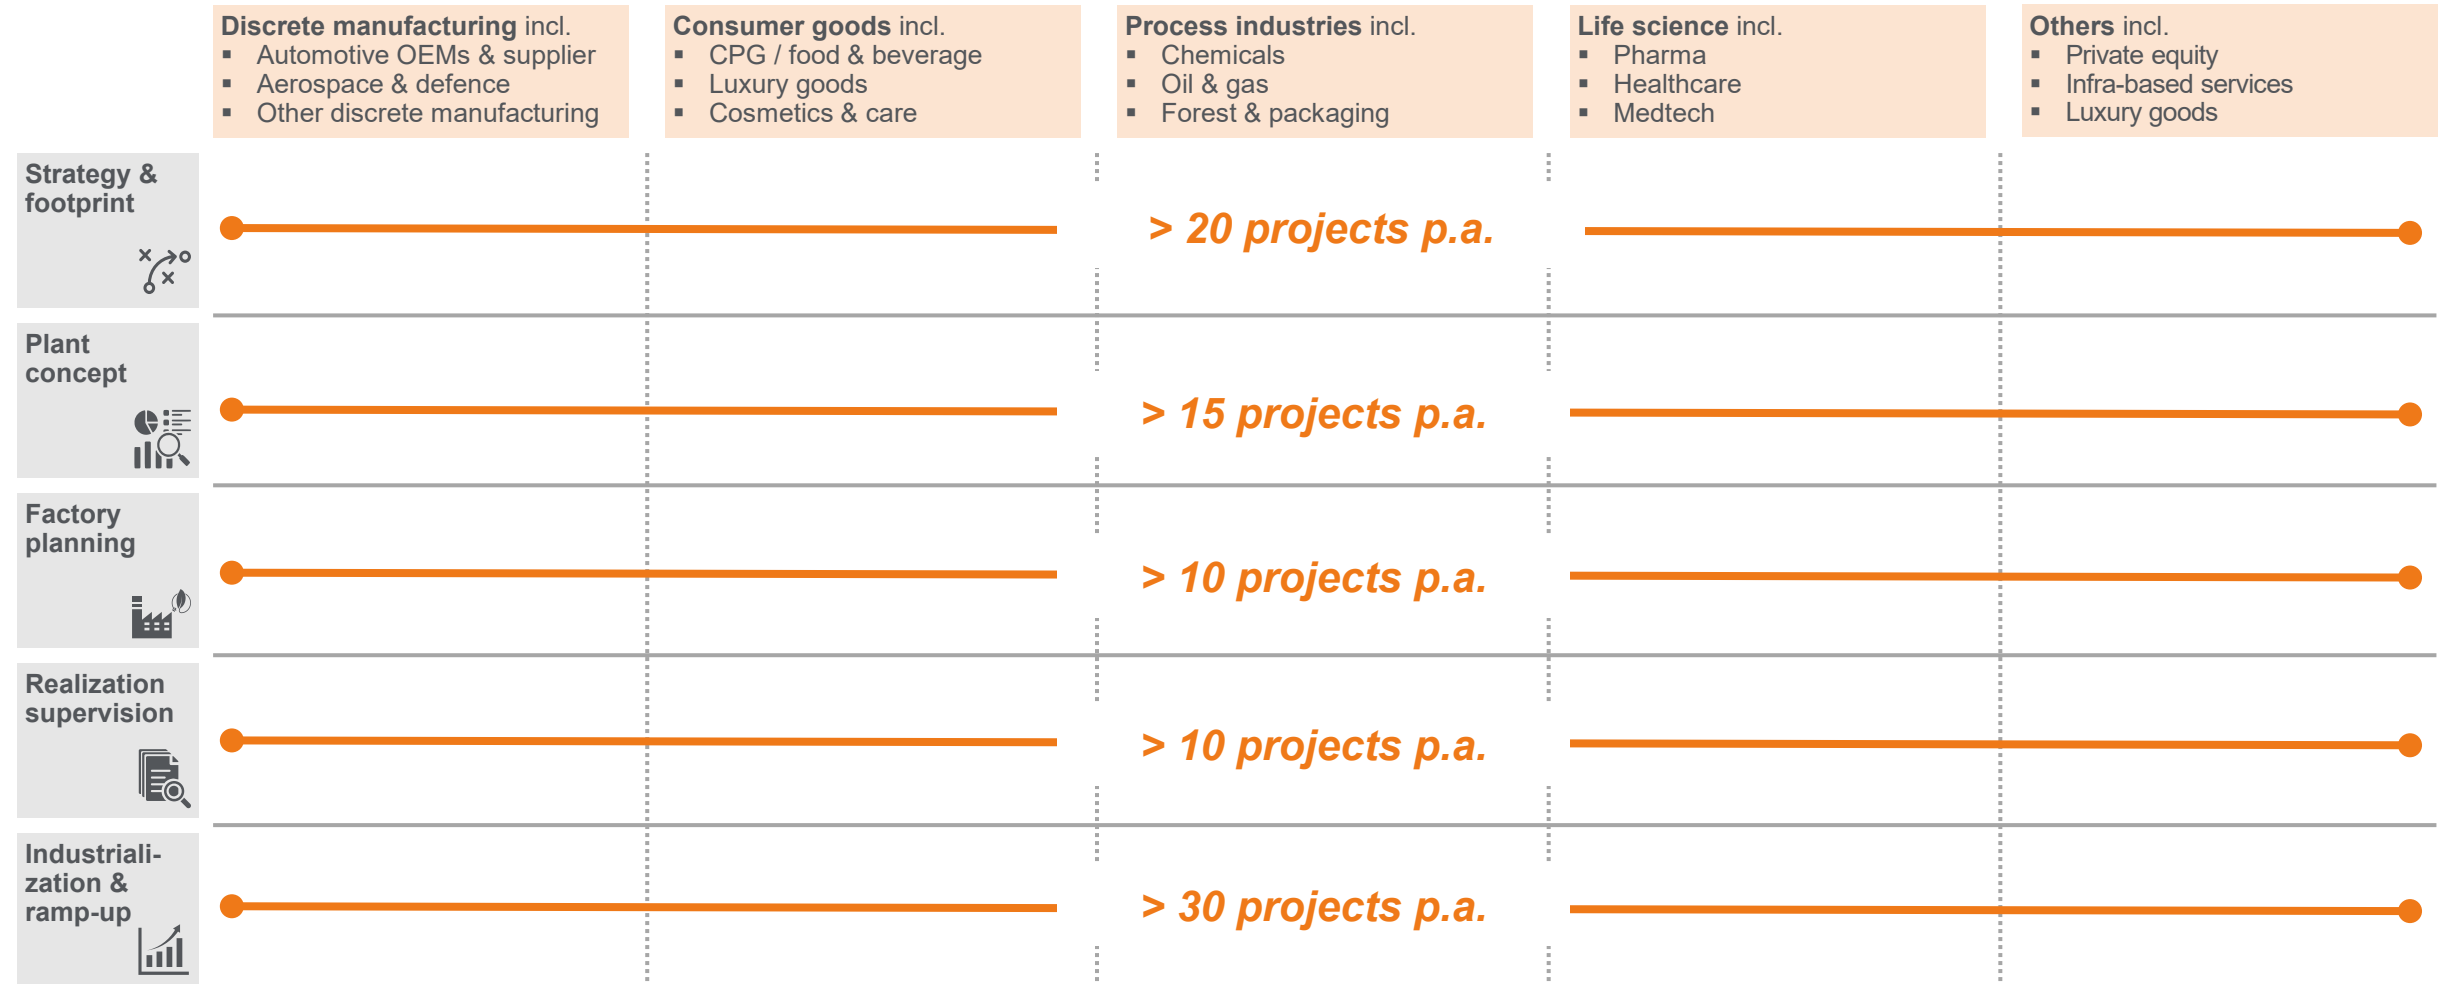 Discrete manufacturing incl.
▪ Automotive OEMs & supplier
▪ Aerospace & defence
▪ Other discrete manufacturing
Consumer goods incl.
▪ CPG / food & beverage
▪ Luxury goods
▪ Cosmetics & care
Process industries incl.
▪ Chemicals
▪ Oil & gas
▪ Forest & packaging
Life science incl.
▪ Pharma
▪ Healthcare
▪ Medtech
Others incl.
▪ Private equity
▪ Infra-based services
▪ Luxury goods
Strategy &
footprint
> 20 projects p.a.
Plant
concept
> 15 projects p.a.
Factory
planning
> 10 projects p.a.
Realization
supervision
> 10 projects p.a.
Industriali-
zation &
ramp-up
> 30 projects p.a.